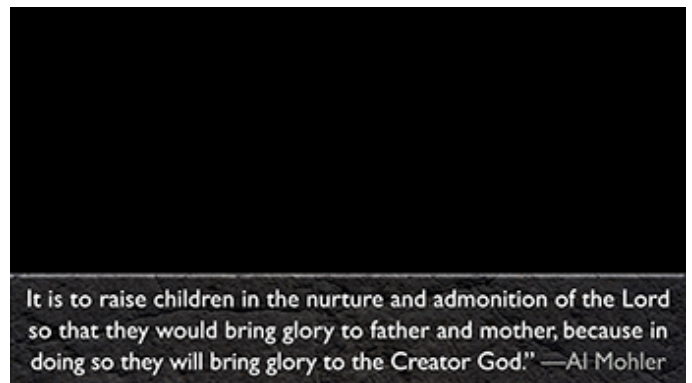 It is to raise children in the nurture and admonition of the Lord
so that they would bring glory to father and mother, because in
doing so they will bring glory to the Creator God.” —Al Mohler